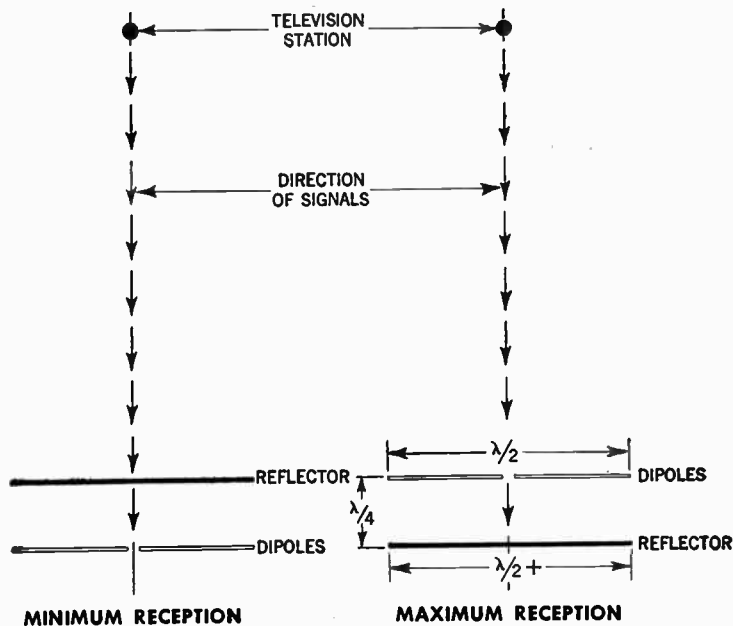 TELEVISION
STATION
DIRECTION
OF SIGNALS
λ/2
REFLECTOR
DIPOLES
λ/4
DIPOLES
REFLECTOR
λ/2 +
MINIMUM RECEPTION
MAXIMUM RECEPTION